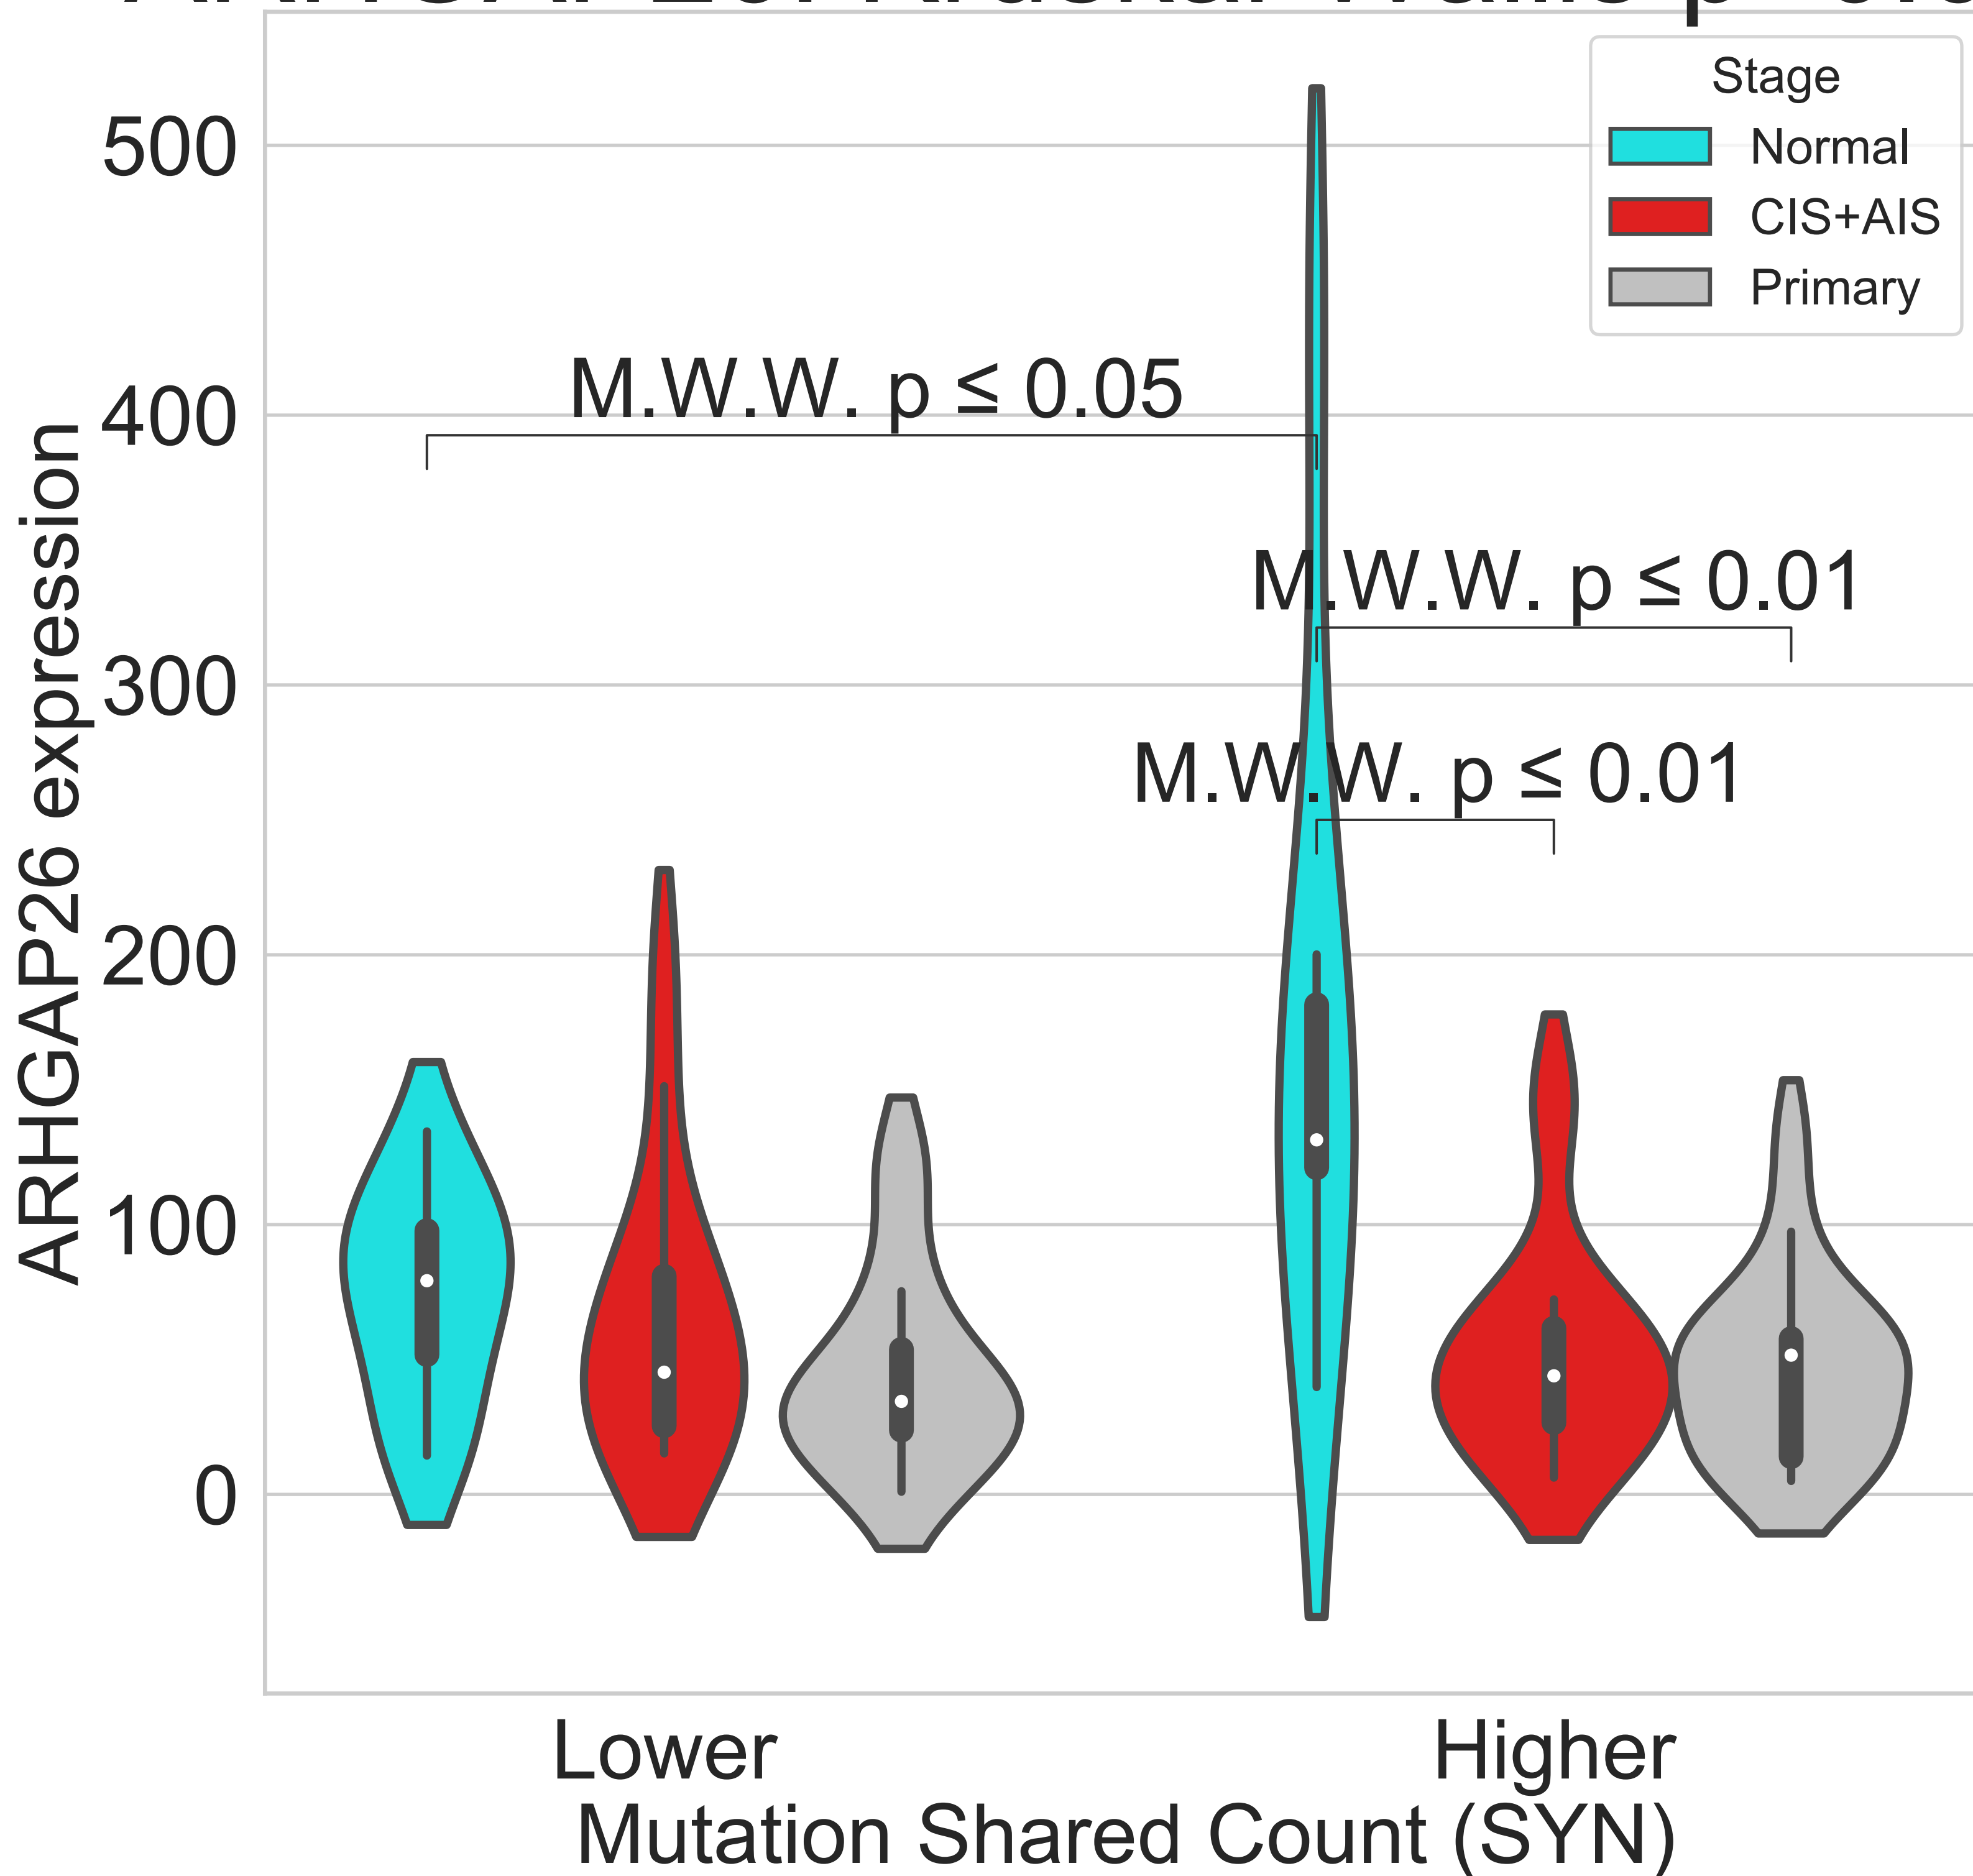 Stage
Normal
CIS+AIS
Primary
500
400
300
200
100
0
ARHGAP26 expression
M.W.W. p ≤ 0.05
M.W.W. p ≤ 0.01
M.W.W. p ≤ 0.01
Lower
Higher
Mutation Shared Count (SYN)